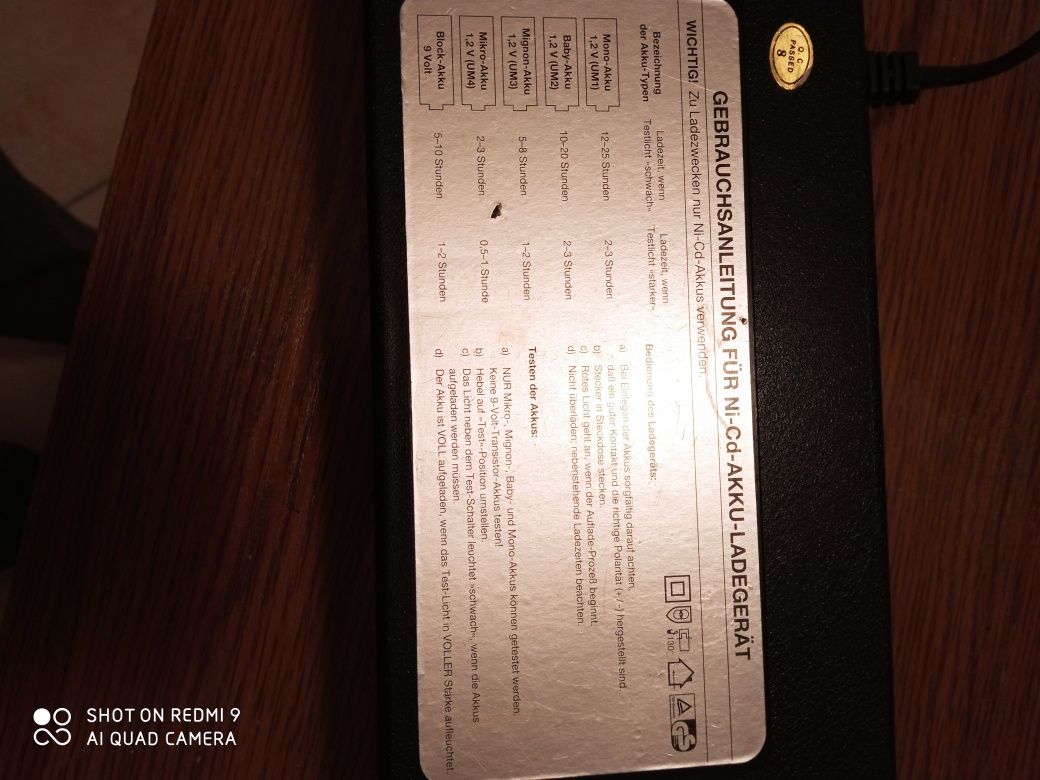 Q.C
PASSED
8
GEBRAUCHSANLEITUNG FÜR Ni-Cd-AKKU-LADEGERÄT
WICHTIG! Zu Ladezwecken nur Ni-Cd-Akkus verwenden.
Bezeichnung
der Akku-Typen
Ladezeit, wenn
Testlicht »schwach«
Ladezeit, wenn
Testlicht »stärker«
Mono-Akku
1,2 V (UM1)
12–25 Stunden
2–3 Stunden
Baby-Akku
1,2 V (UM2)
10–20 Stunden
2–3 Stunden
Mignon-Akku
1,2 V (UM3)
5–8 Stunden
1–2 Stunden
Mikro-Akku
1,2 V (UM4)
2–3 Stunden
0,5–1 Stunde
Block-Akku
9 Volt
5–10 Stunden
1–2 Stunden
Bedienung des Ladegeräts:
a) Bei Einlegen der Akkus sorgfältig darauf achten,
daß ein guter Kontakt und die richtige Polarität (+/-) hergestellt sind.
b) Stecker in Steckdose stecken.
c) Rotes Licht geht an, wenn der Auflade-Prozeß beginnt.
d) Nicht überladen: nebenstehende Ladezeiten beachten.
Testen der Akkus:
a) NUR Mikro-, Mignon-, Baby- und Mono-Akkus können getestet werden.
Keine 9-Volt-Transistor-Akkus testen!
b) Hebel auf »Test«-Position umstellen.
c) Das Licht neben dem Test-Schalter leuchtet »schwach«, wenn die Akkus
aufgeladen werden müssen.
d) Der Akku ist VOLL aufgeladen, wenn das Test-Licht in VOLLER Stärke aufleuchtet
SHOT ON REDMI 9
AI QUAD CAMERA